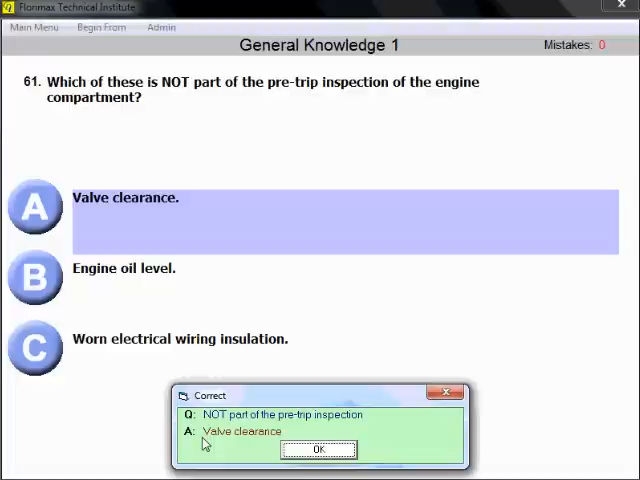 Florimax Technical Institute
Main Menu Begin From Admin
General Knowledge 1 Mistakes: 0
61. Which of these is NOT part of the pre-trip inspection of the engine
compartment?
A Valve clearance.
B Engine oil level.
C Worn electrical wiring insulation.
Correct
Q: NOT part of the pre-trip inspection
A: Valve clearance
OK